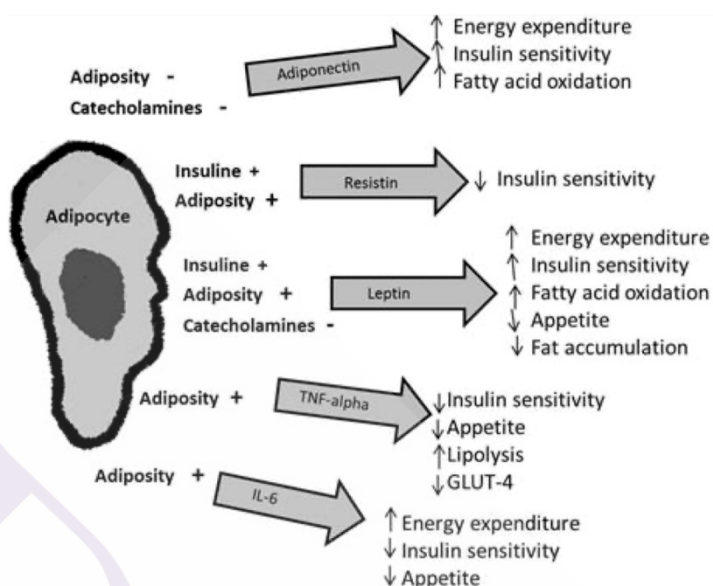 ↑ Energy expenditure
↑ Insulin sensitivity
↑ Fatty acid oxidation
Adiposity -
Catecholamines -
Adiponectin
Adipocyte
Insuline +
Adiposity +
Resistin
↓ Insulin sensitivity
Insuline +
Adiposity +
Catecholamines -
Leptin
↑ Energy expenditure
↑ Insulin sensitivity
↑ Fatty acid oxidation
↓ Appetite
↓ Fat accumulation
Adiposity +
TNF-alpha
↓Insulin sensitivity
↓Appetite
↑Lipolysis
↓GLUT-4
Adiposity +
IL-6
↑ Energy expenditure
↓ Insulin sensitivity
↓ Appetite